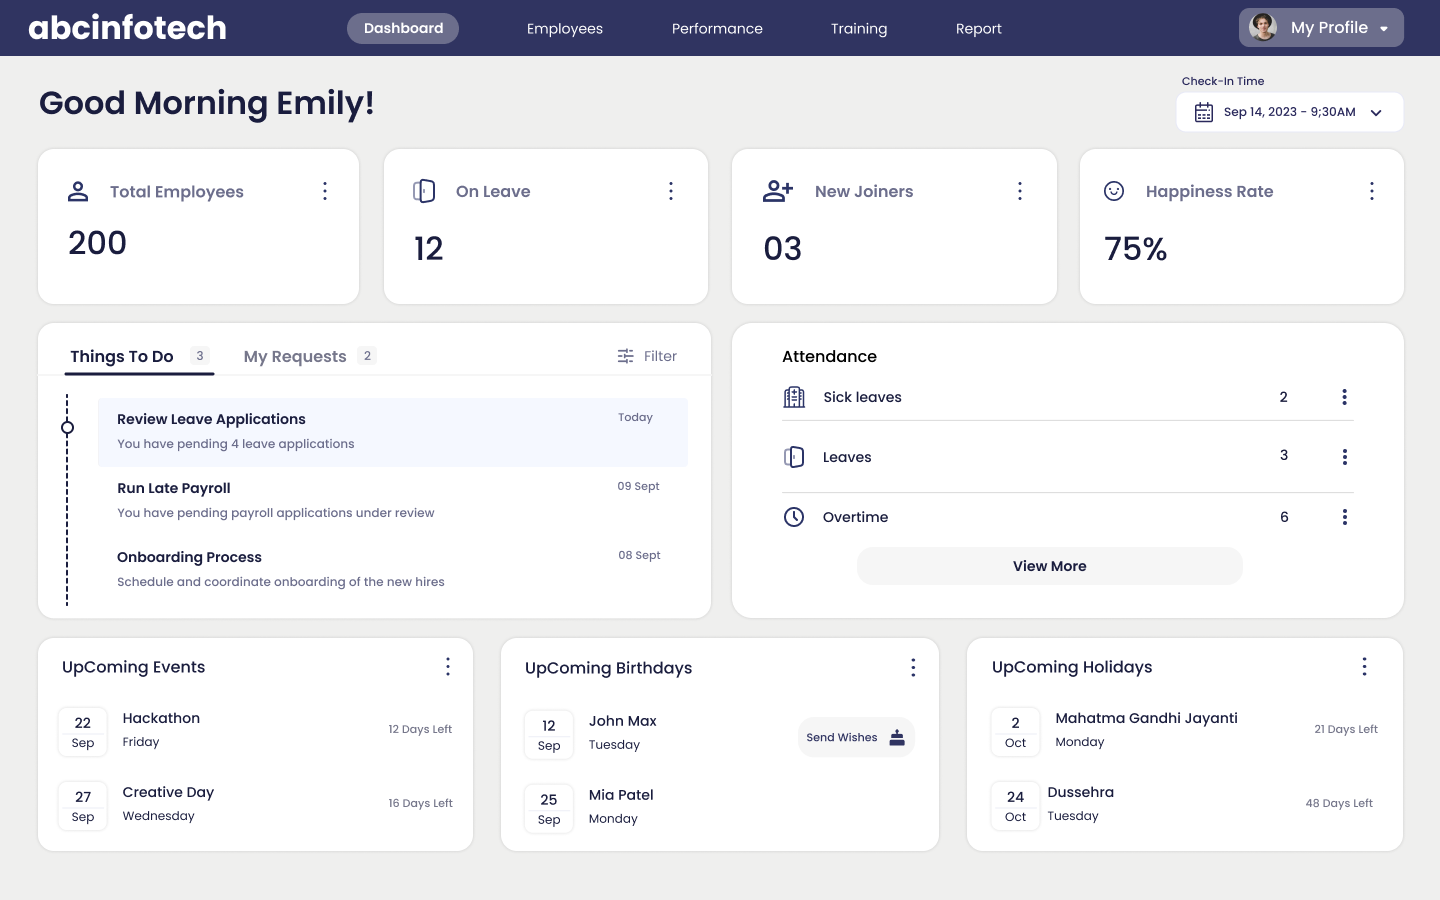 abcinfotech
Dashboard
Employees
Performance
Training
Report
My Profile
Good Morning Emily!
Check-In Time
Sep 14, 2023 - 9;30AM
Total Employees
200
On Leave
12
New Joiners
03
Happiness Rate
75%
Things To Do 3
My Requests 2
Filter
Review Leave Applications
Today
You have pending 4 leave applications
Run Late Payroll
09 Sept
You have pending payroll applications under review
Onboarding Process
08 Sept
Schedule and coordinate onboarding of the new hires
Attendance
Sick leaves 2
Leaves 3
Overtime 6
View More
UpComing Events
22 Sep
Hackathon
Friday
12 Days Left
27 Sep
Creative Day
Wednesday
16 Days Left
UpComing Birthdays
12 Sep
John Max
Tuesday
Send Wishes
25 Sep
Mia Patel
Monday
UpComing Holidays
2 Oct
Mahatma Gandhi Jayanti
Monday
21 Days Left
24 Oct
Dussehra
Tuesday
48 Days Left